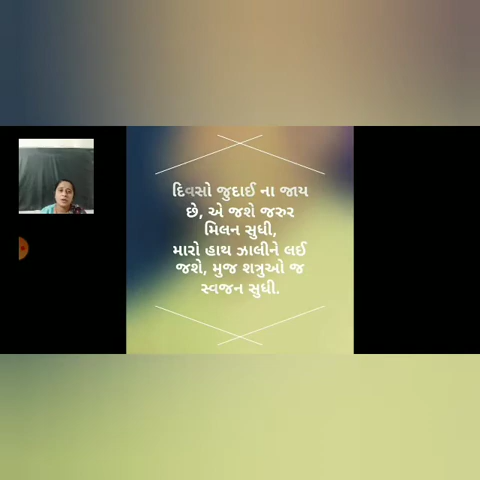 દિવસો જુદાઈ ના જાય
છે, એ જશે જરુર
મિલન સુધી,
મારો હાથ ઝાલીને લઈ
જશે, મુજ શત્રુઓ જ
સ્વજન સુધી.